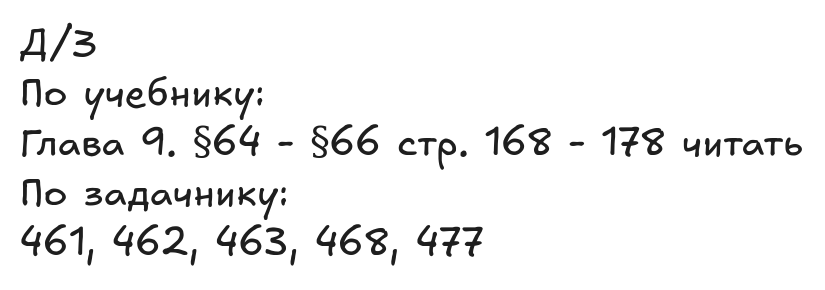 Д/З
По учебнику:
Глава 9. §64 - §66 стр. 168 - 178 читать
По задачнику:
461, 462, 463, 468, 477